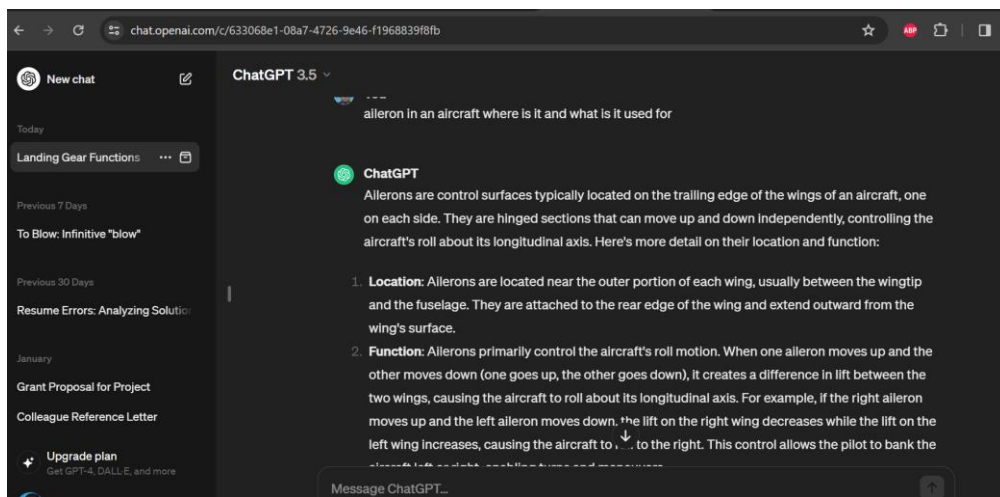 chat.openai.com/c/633068e1-08a7-4726-9e46-f1968839f8fb
ABP
New chat
ChatGPT 3.5
Today
Landing Gear Functions
Previous 7 Days
To Blow: Infinitive "blow"
Previous 30 Days
Resume Errors: Analyzing Solution
January
Grant Proposal for Project
Colleague Reference Letter
Upgrade plan
Get GPT-4, DALL·E, and more
You
aileron in an aircraft where is it and what is it used for
ChatGPT
Ailerons are control surfaces typically located on the trailing edge of the wings of an aircraft, one
on each side. They are hinged sections that can move up and down independently, controlling the
aircraft's roll about its longitudinal axis. Here's more detail on their location and function:
1. Location: Ailerons are located near the outer portion of each wing, usually between the wingtip
and the fuselage. They are attached to the rear edge of the wing and extend outward from the
wing's surface.
2. Function: Ailerons primarily control the aircraft's roll motion. When one aileron moves up and the
other moves down (one goes up, the other goes down), it creates a difference in lift between the
two wings, causing the aircraft to roll about its longitudinal axis. For example, if the right aileron
moves up and the left aileron moves down, the lift on the right wing decreases while the lift on the
left wing increases, causing the aircraft to to the right. This control allows the pilot to bank the
aircraft left or right, enabling turns and maneuvers.
Message ChatGPT...